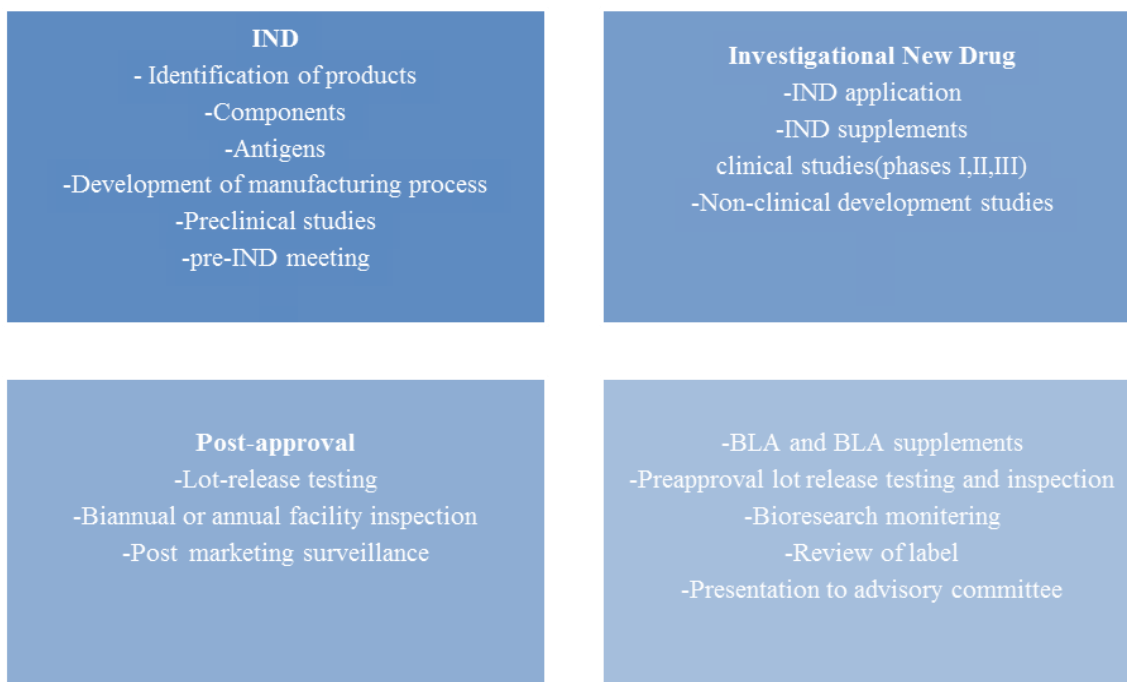 IND
- Identification of products
-Components
-Antigens
-Development of manufacturing process
-Preclinical studies
-pre-IND meeting
Investigational New Drug
-IND application
-IND supplements
clinical studies(phases I,II,III)
-Non-clinical development studies
Post-approval
-Lot-release testing
-Biannual or annual facility inspection
-Post marketing surveillance
-BLA and BLA supplements
-Preapproval lot release testing and inspection
-Bioresearch monitering
-Review of label
-Presentation to advisory committee